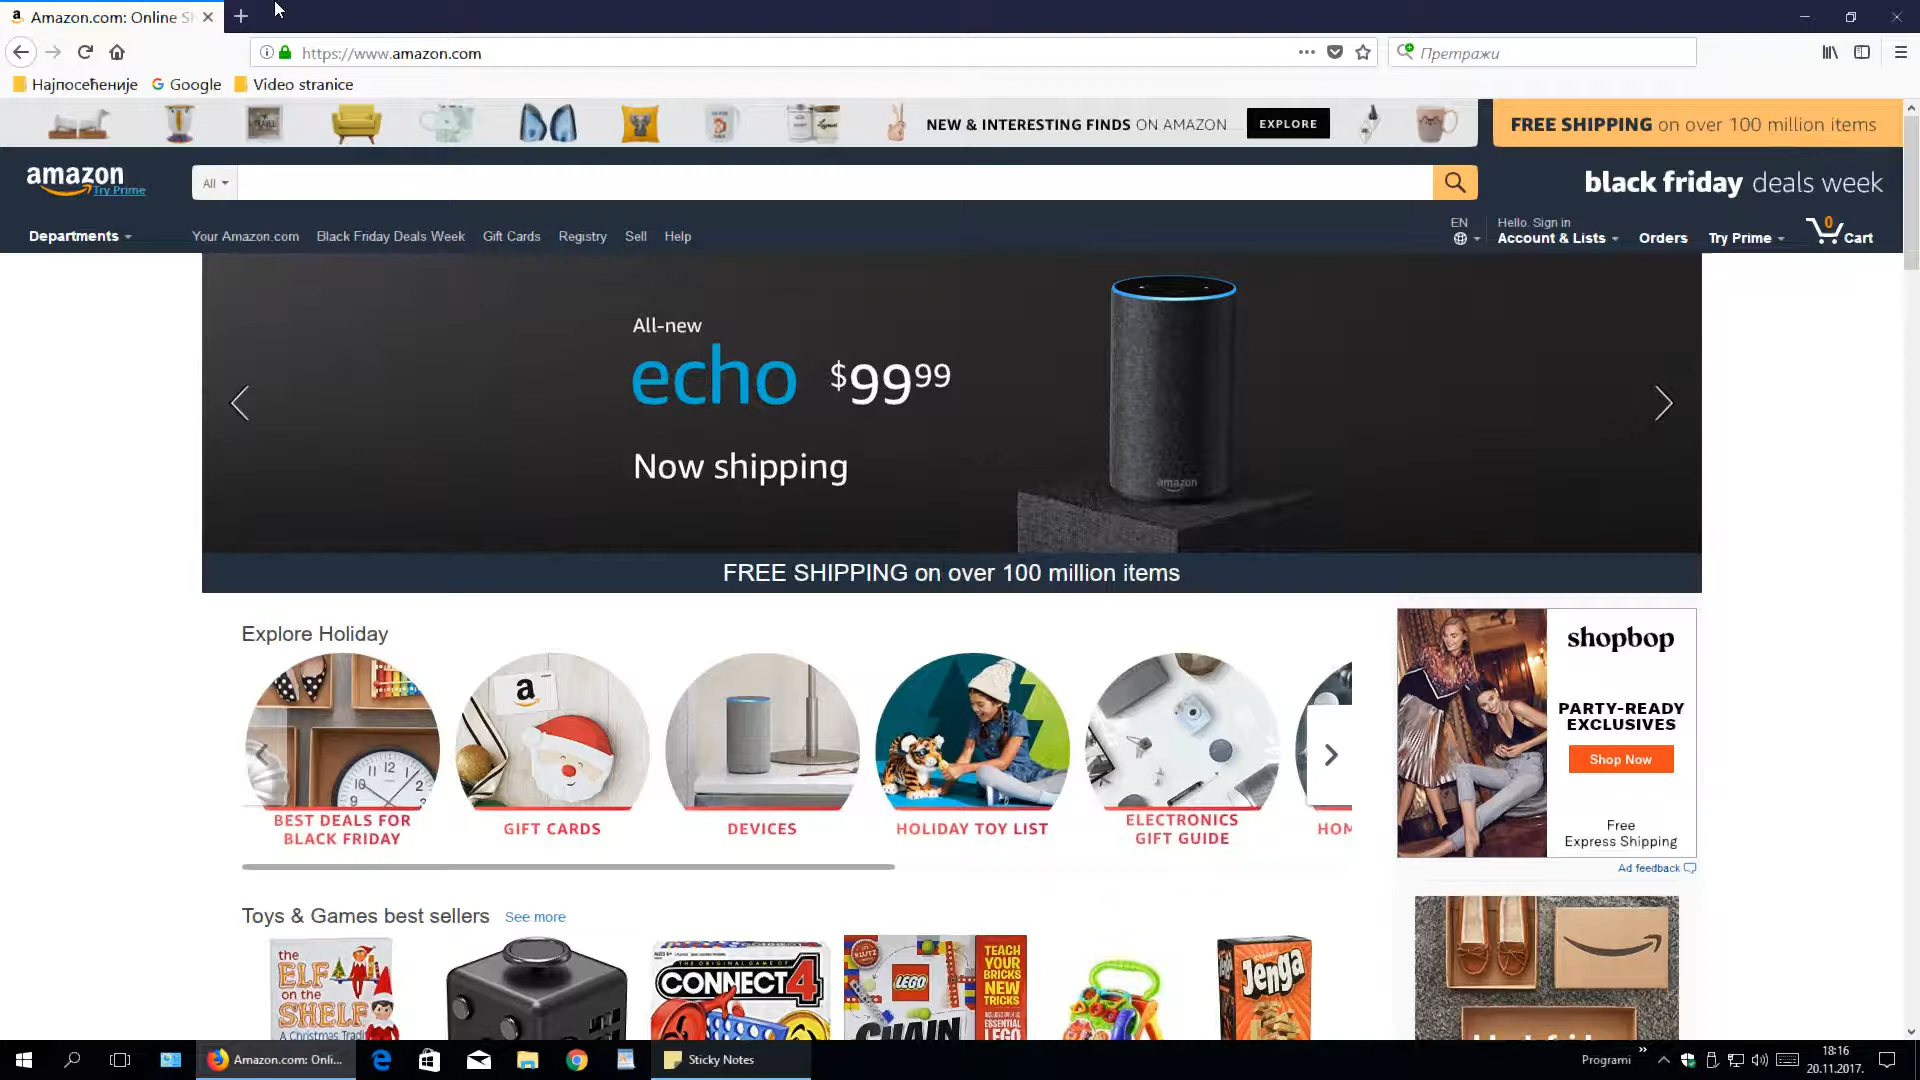 Amazon.com: Online S
https://www.amazon.com
Претражи
Најпосећеније
Google
Video stranice
NEW & INTERESTING FINDS ON AMAZON
EXPLORE
FREE SHIPPING on over 100 million items
amazon
Try Prime
All
black friday deals week
Departments
Your Amazon.com
Black Friday Deals Week
Gift Cards
Registry
Sell
Help
EN
Hello. Sign in
Account & Lists
Orders
Try Prime
0
Cart
All-new
echo $99 99
Now shipping
amazon
FREE SHIPPING on over 100 million items
Explore Holiday
BEST DEALS FOR
BLACK FRIDAY
GIFT CARDS
DEVICES
HOLIDAY TOY LIST
ELECTRONICS
GIFT GUIDE
HOM
shopbop
PARTY-READY
EXCLUSIVES
Shop Now
Free
Express Shipping
Ad feedback
Toys & Games best sellers
See more
the
ELF
on the
SHELF
A Christmas Tradi
CONNECT 4
LEGO
CHAIN
TEACH
YOUR
BRICKS
NEW
TRICKS
ESSENTIAL
LEGO
Jenga
Amazon.com: Onli...
Sticky Notes
Programi
18:16
20.11.2017.